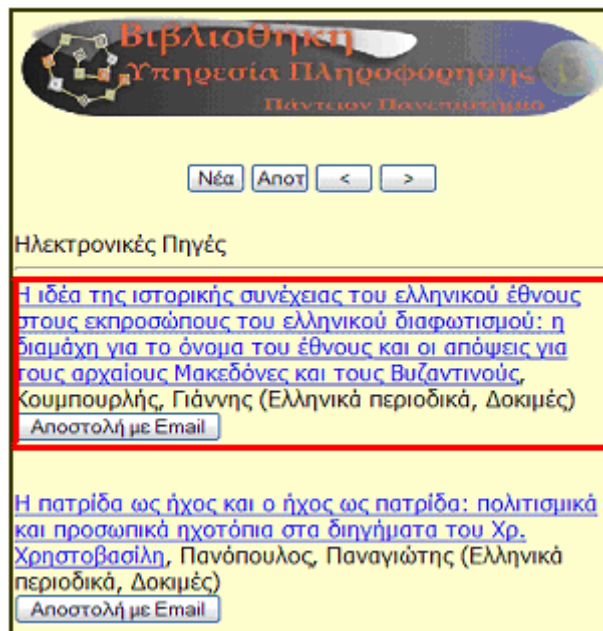 Βιβλιοθήκη
Υπηρεσία Πληροφόρησης
Πάντειον Πανεπιστήμιο
Νέα Αποτ < >
Ηλεκτρονικές Πηγές
Η ιδέα της ιστορικής συνέχειας του ελληνικού έθνους
στους εκπροσώπους του ελληνικού διαφωτισμού: η
διαμάχη για το όνομα του έθνους και οι απόψεις για
τους αρχαίους Μακεδόνες και τους Βυζαντινούς,
Κουμπουρλής, Γιάννης (Ελληνικά περιοδικά, Δοκιμές)
Αποστολή με Email
Η πατρίδα ως ήχος και ο ήχος ως πατρίδα: πολιτισμικά
και προσωπικά ηχοτόπια στα διηγήματα του Χρ.
Χρηστοβασίλη, Πανόπουλος, Παναγιώτης (Ελληνικά
περιοδικά, Δοκιμές)
Αποστολή με Email